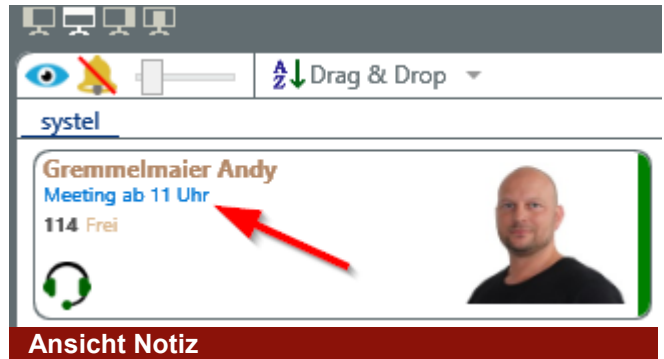 A
Z
Drag & Drop
systel
Gremmelmaier Andy
Meeting ab 11 Uhr
114 Frei
Ansicht Notiz